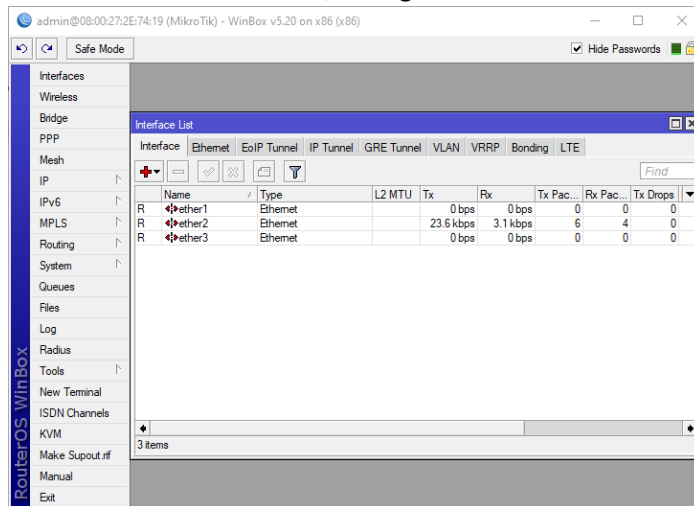 admin@08:00:27:2E:74:19 (MikroTik) - WinBox v5.20 on x86 (x86)
Safe Mode
Hide Passwords
Interfaces
Wireless
Bridge
PPP
Mesh
IP
IPv6
MPLS
Routing
System
Queues
Files
Log
Radius
Tools
New Terminal
ISDN Channels
KVM
Make Supout.rif
Manual
Exit
RouterOS WinBox
Interface List
Interface Ethernet EoIP Tunnel IP Tunnel GRE Tunnel VLAN VRRP Bonding LTE
Find
Name Type L2 MTU Tx Rx Tx Pac... Rx Pac... Tx Drops
R ether1 Ethernet 0 bps 0 bps 0 0 0
R ether2 Ethernet 23.6 kbps 3.1 kbps 6 4 0
R ether3 Ethernet 0 bps 0 bps 0 0 0
3 items